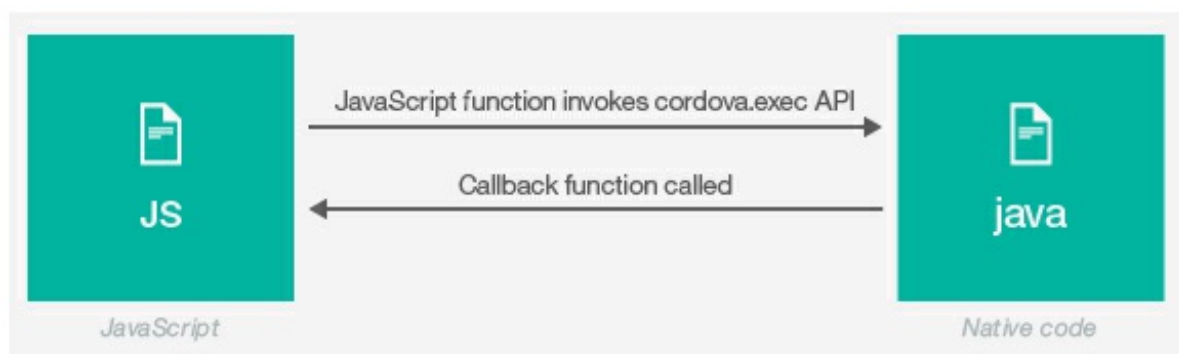 JavaScript function invokes cordova.exec API
Callback function called
JS
java
JavaScript
Native code